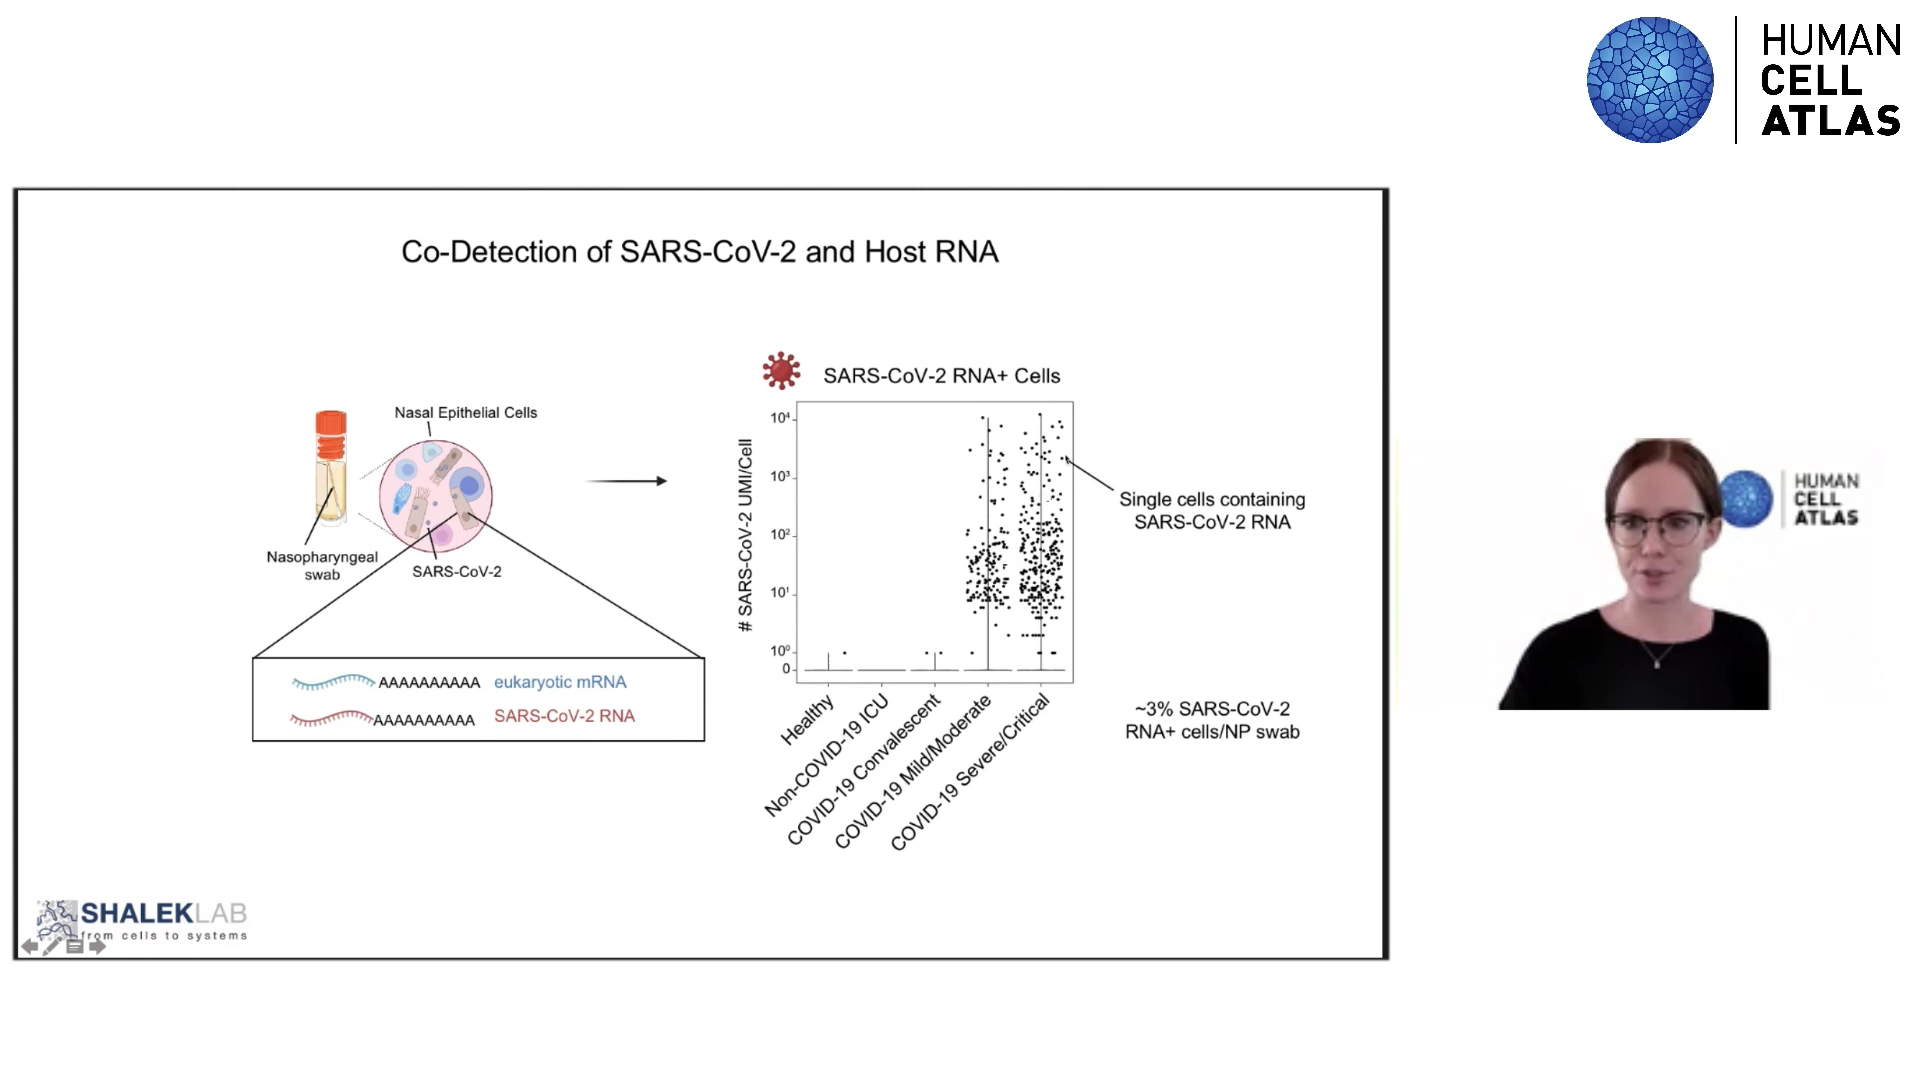 HUMAN
CELL
ATLAS
Co-Detection of SARS-CoV-2 and Host RNA
Nasal Epithelial Cells
Nasopharyngeal
swab
SARS-CoV-2
AAAAAAAAAA eukaryotic mRNA
AAAAAAAAAA SARS-CoV-2 RNA
SARS-CoV-2 RNA+ Cells
# SARS-CoV-2 UMI/Cell
10⁴
10³
10²
10¹
10⁰
0
Healthy
Non-COVID-19 ICU
COVID-19 Convalescent
COVID-19 Mild/Moderate
COVID-19 Severe/Critical
Single cells containing
SARS-CoV-2 RNA
~3% SARS-CoV-2
RNA+ cells/NP swab
SHALEKLAB
from cells to systems
HUMAN
CELL
ATLAS